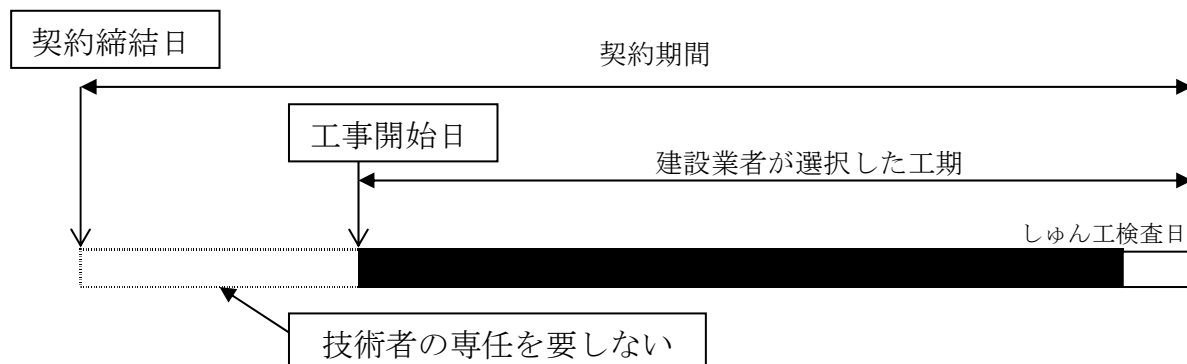 契約締結日
契約期間
工事開始日
建設業者が選択した工期
しゅん工検査日
技術者の専任を要しない